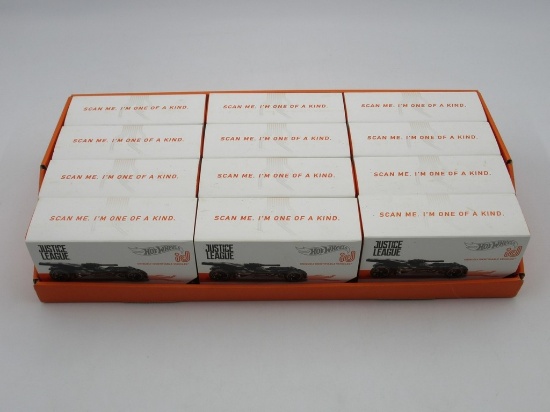 SCAN ME. I'M ONE OF A KIND. SCAN ME. I'M ONE OF A KIND. SCAN ME. I'M ONE OF A KIND.
SCAN ME. I'M ONE OF A KIND. SCAN ME. I'M ONE OF A KIND. SCAN ME. I'M ONE OF A KIND.
SCAN ME. I'M ONE OF A KIND. SCAN ME. I'M ONE OF A KIND. SCAN ME. I'M ONE OF A KIND.
SCAN ME. I'M ONE OF A KIND. SCAN ME. I'M ONE OF A KIND. SCAN ME. I'M ONE OF A KIND.
JUSTICE LEAGUE Hot Wheels id JUSTICE LEAGUE Hot Wheels id JUSTICE LEAGUE Hot Wheels id